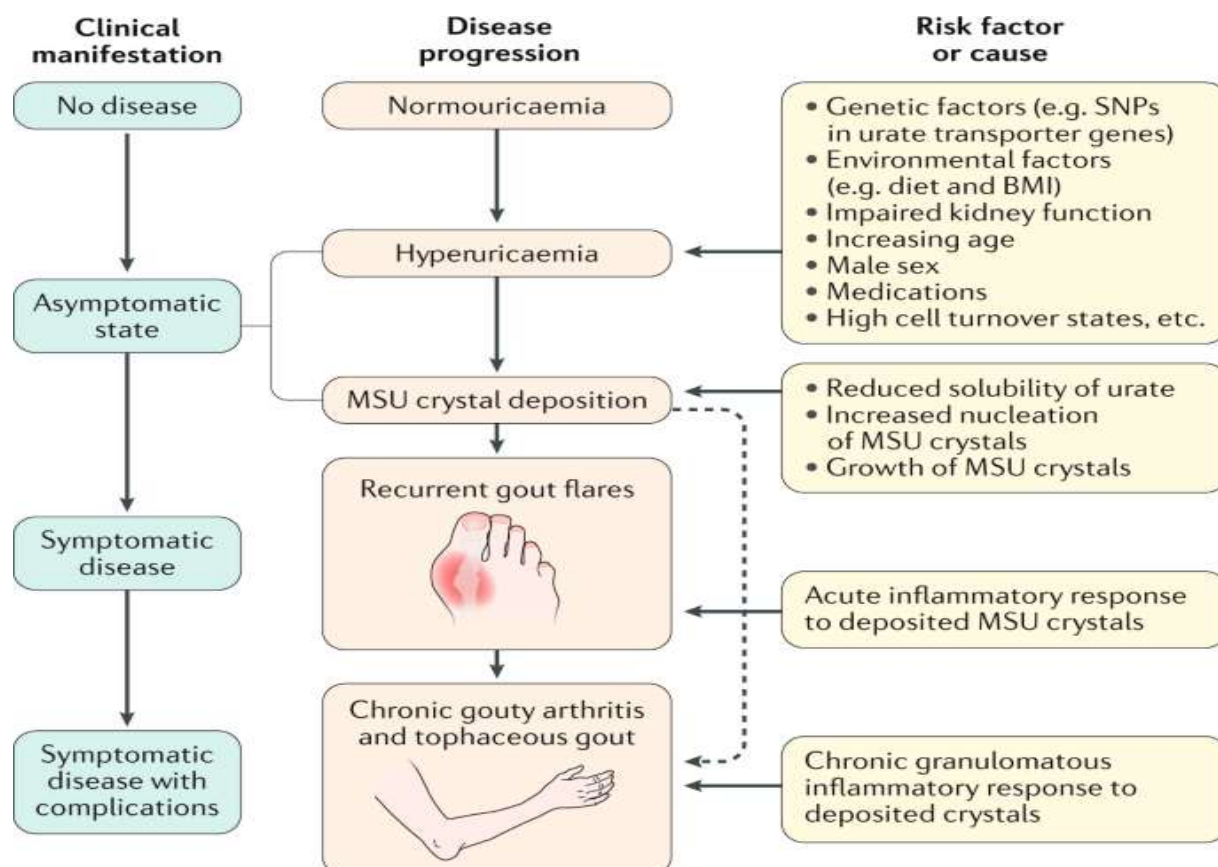 Clinical
manifestation
No disease
Asymptomatic
state
Symptomatic
disease
Symptomatic
disease with
complications
Disease
progression
Normouricaemia
Hyperuricaemia
MSU crystal deposition
Recurrent gout flares
Chronic gouty arthritis
and tophaceous gout
Risk factor
or cause
• Genetic factors (e.g. SNPs
in urate transporter genes)
• Environmental factors
(e.g. diet and BMI)
• Impaired kidney function
• Increasing age
• Male sex
• Medications
• High cell turnover states, etc.
• Reduced solubility of urate
• Increased nucleation
of MSU crystals
• Growth of MSU crystals
Acute inflammatory response
to deposited MSU crystals
Chronic granulomatous
inflammatory response to
deposited crystals